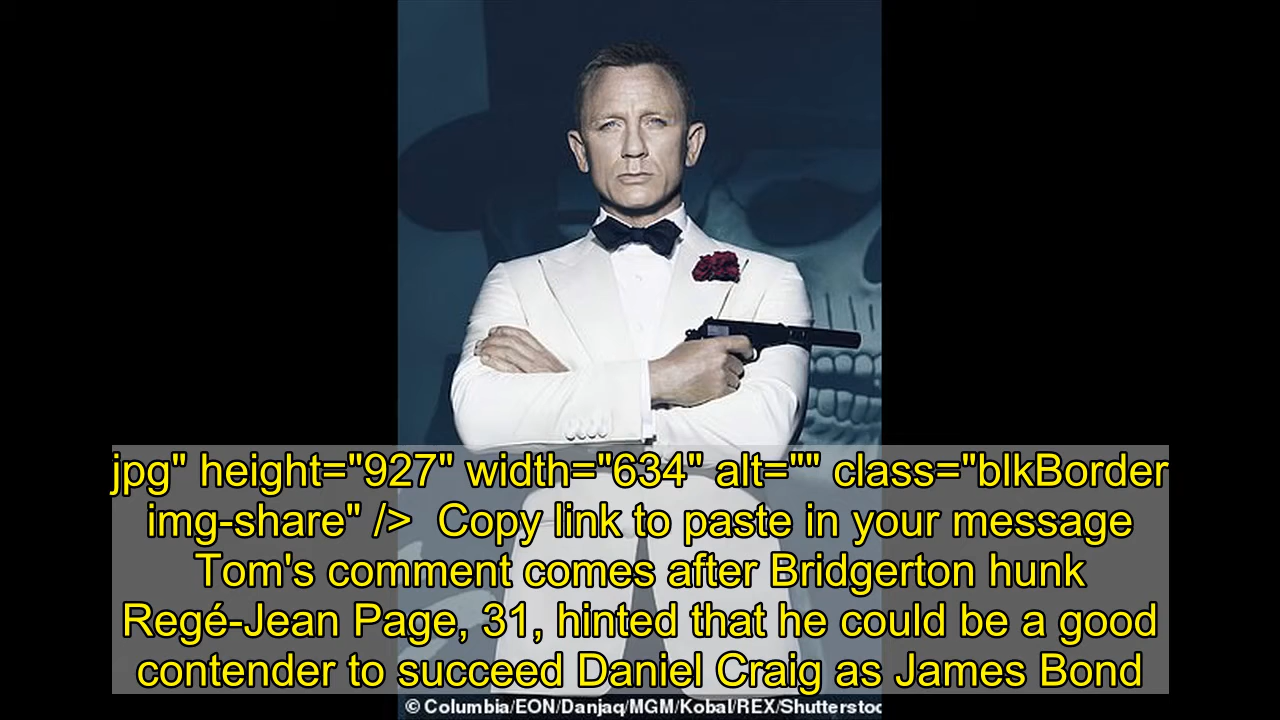 jpg" height="927" width="634" alt="" class="blkBorder
img-share" />  Copy link to paste in your message
Tom's comment comes after Bridgerton hunk
Regé-Jean Page, 31, hinted that he could be a good
contender to succeed Daniel Craig as James Bond
© Columbia/EON/Danjaq/MGM/Kobal/REX/Shutterstoc